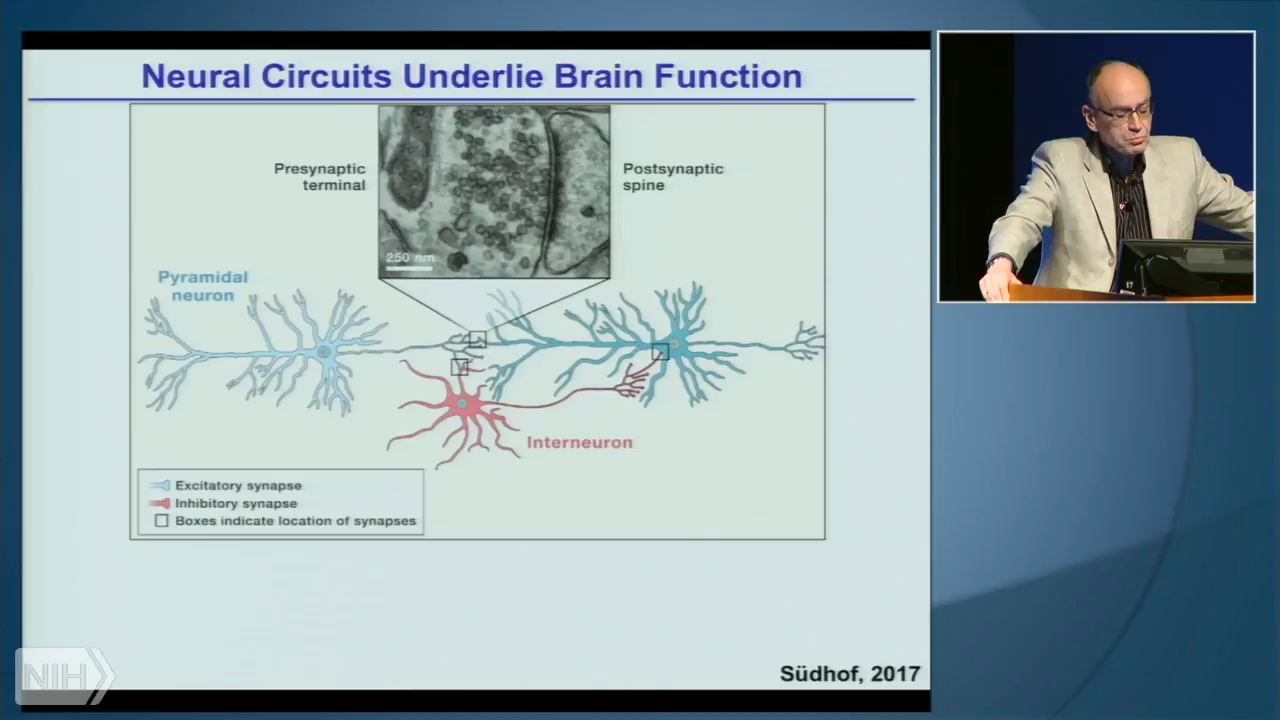 Neural Circuits Underlie Brain Function
Presynaptic
terminal
Postsynaptic
spine
250 nm
Pyramidal
neuron
Interneuron
Excitatory synapse
Inhibitory synapse
Boxes indicate location of synapses
Südhof, 2017
NIH
17